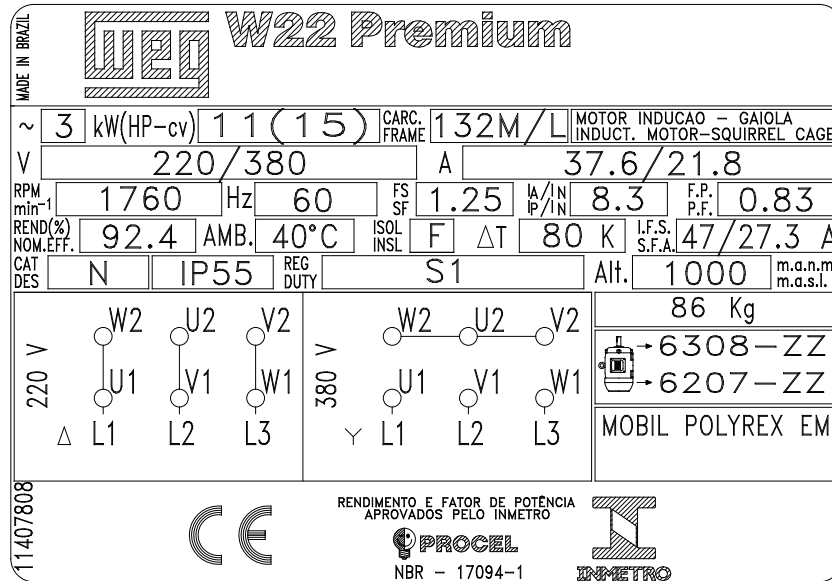 MADE IN BRAZIL
WEG W22 Premium
~ 3 kW(HP-cv) 11(15) CARC. FRAME 132M/L MOTOR INDUCAO - GAIOLA
INDUCT. MOTOR-SQUIRREL CAGE
V 220/380 A 37.6/21.8
RPM min-1 1760 Hz 60 FS SF 1.25 IA/IN IP/IN 8.3 F.P. P.F. 0.83
REND(%) NOM.EFF. 92.4 AMB. 40°C ISOL INSL F ΔT 80 K I.F.S. S.F.A. 47/27.3 A
CAT DES N IP55 REG DUTY S1 Alt. 1000 m.a.n.m m.a.s.l.
86 Kg
220 V
W2 U2 V2
U1 V1 W1
Δ L1 L2 L3
380 V
W2 U2 V2
U1 V1 W1
Y L1 L2 L3
6308-ZZ
6207-ZZ
MOBIL POLYREX EM
11407808
CE
RENDIMENTO E FATOR DE POTÊNCIA
APROVADOS PELO INMETRO
PROCEL
NBR - 17094-1
INMETRO